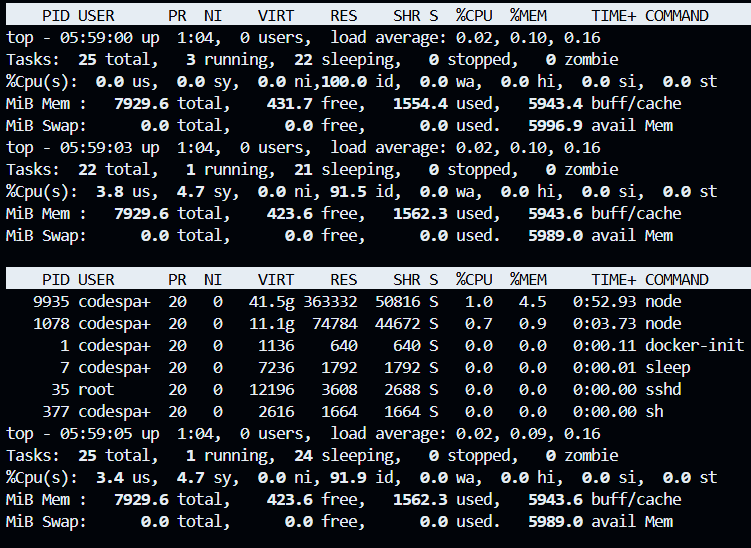 PID USER PR NI VIRT RES SHR S %CPU %MEM TIME+ COMMAND
top - 05:59:00 up 1:04, 0 users, load average: 0.02, 0.10, 0.16
Tasks: 25 total, 3 running, 22 sleeping, 0 stopped, 0 zombie
%Cpu(s): 0.0 us, 0.0 sy, 0.0 ni,100.0 id, 0.0 wa, 0.0 hi, 0.0 si, 0.0 st
MiB Mem : 7929.6 total, 431.7 free, 1554.4 used, 5943.4 buff/cache
MiB Swap: 0.0 total, 0.0 free, 0.0 used. 5996.9 avail Mem
top - 05:59:03 up 1:04, 0 users, load average: 0.02, 0.10, 0.16
Tasks: 22 total, 1 running, 21 sleeping, 0 stopped, 0 zombie
%Cpu(s): 3.8 us, 4.7 sy, 0.0 ni, 91.5 id, 0.0 wa, 0.0 hi, 0.0 si, 0.0 st
MiB Mem : 7929.6 total, 423.6 free, 1562.3 used, 5943.6 buff/cache
MiB Swap: 0.0 total, 0.0 free, 0.0 used. 5989.0 avail Mem
PID USER PR NI VIRT RES SHR S %CPU %MEM TIME+ COMMAND
9935 codespa+ 20 0 41.5g 363332 50816 S 1.0 4.5 0:52.93 node
1078 codespa+ 20 0 11.1g 74784 44672 S 0.7 0.9 0:03.73 node
1 codespa+ 20 0 1136 640 640 S 0.0 0.0 0:00.11 docker-init
7 codespa+ 20 0 7236 1792 1792 S 0.0 0.0 0:00.01 sleep
35 root 20 0 12196 3608 2688 S 0.0 0.0 0:00.00 sshd
377 codespa+ 20 0 2616 1664 1664 S 0.0 0.0 0:00.00 sh
top - 05:59:05 up 1:04, 0 users, load average: 0.02, 0.09, 0.16
Tasks: 25 total, 1 running, 24 sleeping, 0 stopped, 0 zombie
%Cpu(s): 3.4 us, 4.7 sy, 0.0 ni, 91.9 id, 0.0 wa, 0.0 hi, 0.0 si, 0.0 st
MiB Mem : 7929.6 total, 423.6 free, 1562.3 used, 5943.6 buff/cache
MiB Swap: 0.0 total, 0.0 free, 0.0 used. 5989.0 avail Mem